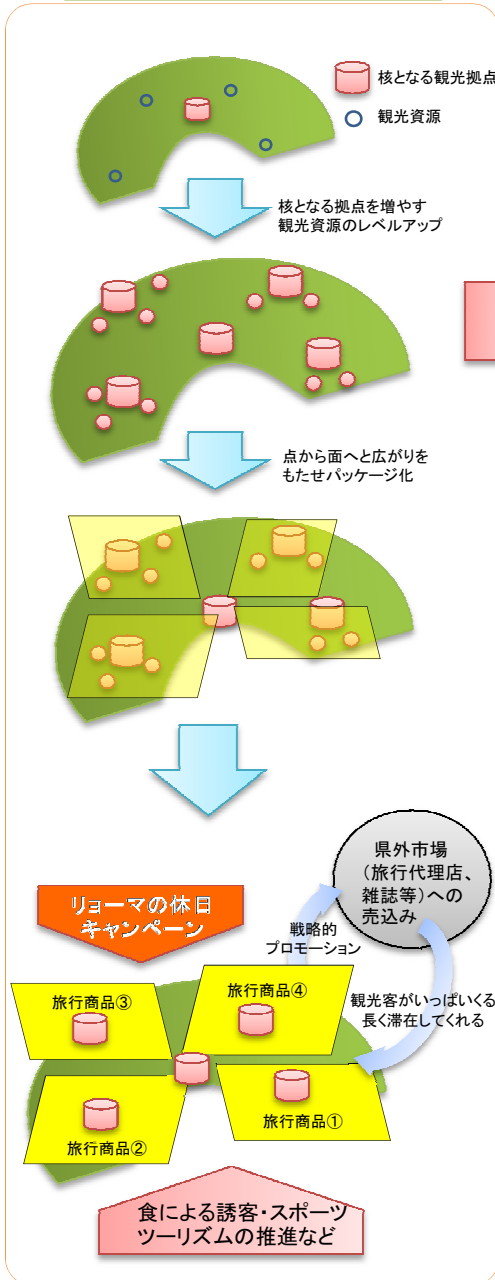 核となる観光拠点
観光資源
核となる拠点を増やす
観光資源のレベルアップ
点から面へと広がりを
もたせパッケージ化
県外市場
(旅行代理店、
雑誌等)への
売込み
リョーマの休日
キャンペーン
戦略的
プロモーション
観光客がいっぱいくる
長く滞在してくれる
旅行商品③
旅行商品④
旅行商品②
旅行商品①
食による誘客・スポーツ
ツーリズムの推進など